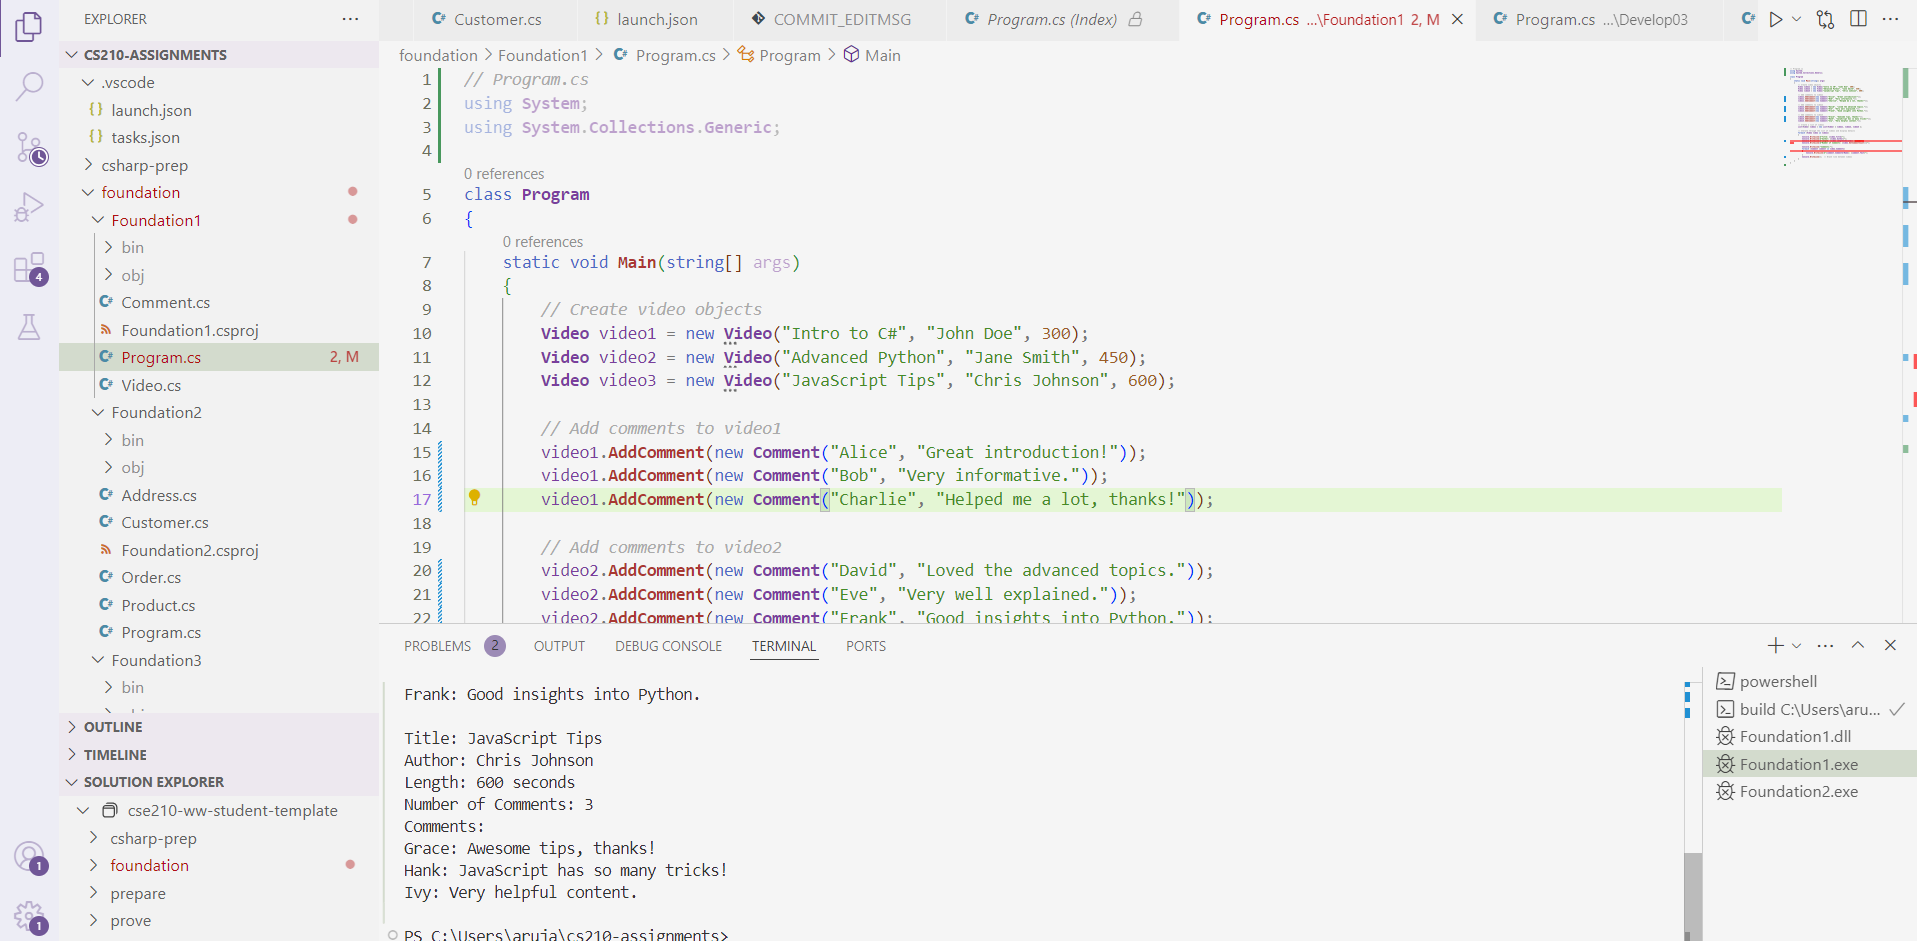 EXPLORER
CS210-ASSIGNMENTS
.vscode
{} launch.json
{} tasks.json
csharp-prep
foundation
Foundation1
bin
obj
C# Comment.cs
Foundation1.csproj
C# Program.cs 2, M
C# Video.cs
Foundation2
bin
obj
C# Address.cs
C# Customer.cs
Foundation2.csproj
C# Order.cs
C# Product.cs
C# Program.cs
Foundation3
bin
OUTLINE
TIMELINE
SOLUTION EXPLORER
cse210-ww-student-template
csharp-prep
foundation
prepare
prove
4
1
1
C# Customer.cs
{} launch.json
COMMIT_EDITMSG
C# Program.cs (Index)
C# Program.cs ...\Foundation1 2, M
C# Program.cs ...\Develop03
C#
foundation > Foundation1 > C# Program.cs > Program > Main
1 // Program.cs
2 using System;
3 using System.Collections.Generic;
4
0 references
5 class Program
6 {
0 references
7 static void Main(string[] args)
8 {
9 // Create video objects
10 Video video1 = new Video("Intro to C#", "John Doe", 300);
11 Video video2 = new Video("Advanced Python", "Jane Smith", 450);
12 Video video3 = new Video("JavaScript Tips", "Chris Johnson", 600);
13
14 // Add comments to video1
15 video1.AddComment(new Comment("Alice", "Great introduction!"));
16 video1.AddComment(new Comment("Bob", "Very informative."));
17 video1.AddComment(new Comment("Charlie", "Helped me a lot, thanks!"));
18
19 // Add comments to video2
20 video2.AddComment(new Comment("David", "Loved the advanced topics."));
21 video2.AddComment(new Comment("Eve", "Very well explained."));
22 video2.AddComment(new Comment("Frank", "Good insights into Python."));
PROBLEMS 2 OUTPUT DEBUG CONSOLE TERMINAL PORTS
Frank: Good insights into Python.
Title: JavaScript Tips
Author: Chris Johnson
Length: 600 seconds
Number of Comments: 3
Comments:
Grace: Awesome tips, thanks!
Hank: JavaScript has so many tricks!
Ivy: Very helpful content.
PS C:\Users\aruja\cs210-assignments>
powershell
build C:\Users\aru...
Foundation1.dll
Foundation1.exe
Foundation2.exe